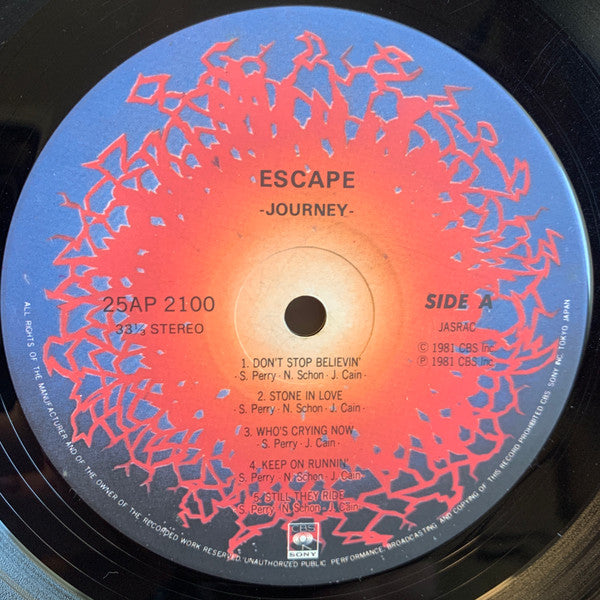 ESCAPE
-JOURNEY-
25AP 2100
33⅓ STEREO
SIDE A
JASRAC
© 1981 CBS Inc.
℗ 1981 CBS Inc.
1. DON'T STOP BELIEVIN'
- S. Perry - N. Schon - J. Cain -
2. STONE IN LOVE
- S. Perry - N. Schon - J. Cain -
3. WHO'S CRYING NOW
- S. Perry - J. Cain -
4. KEEP ON RUNNIN'
- S. Perry - N. Schon - J. Cain -
5. STILL THEY RIDE
- S. Perry - N. Schon - J. Cain -
CBS
SONY
ALL RIGHTS OF THE MANUFACTURER AND OF THE OWNER OF THE RECORDED WORK RESERVED. UNAUTHORIZED PUBLIC PERFORMANCE, BROADCASTING AND COPYING OF THIS RECORD PROHIBITED. CBS/SONY INC. TOKYO JAPAN